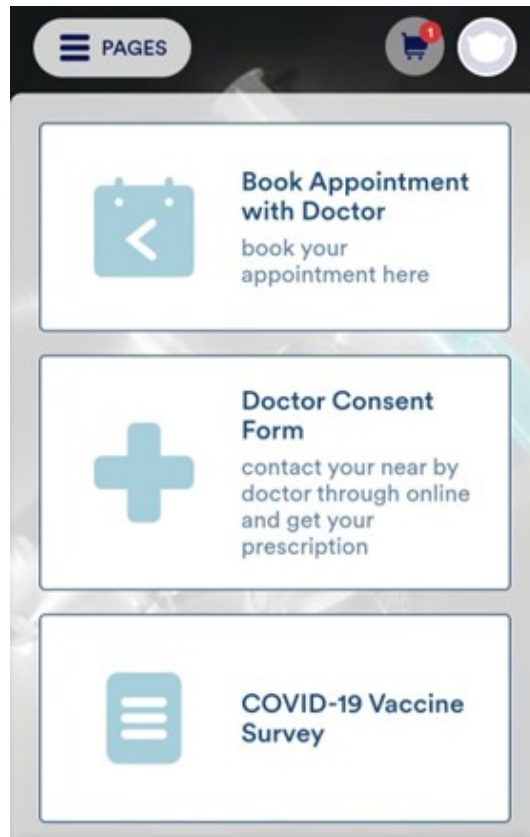 PAGES
1
Book Appointment
with Doctor
book your
appointment here
Doctor Consent
Form
contact your near by
doctor through online
and get your
prescription
COVID-19 Vaccine
Survey